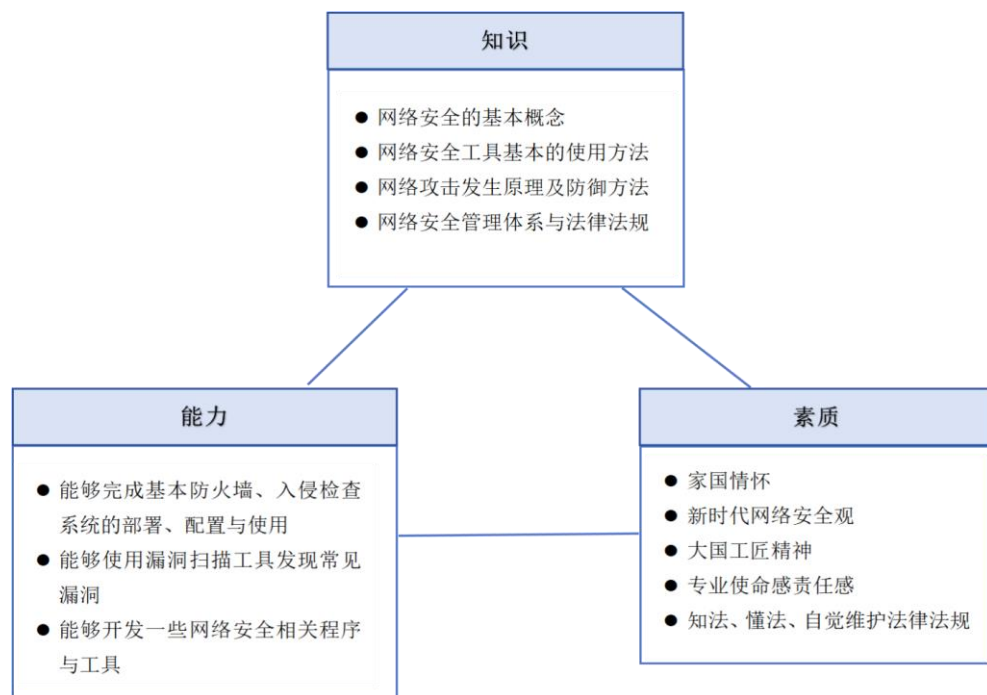 知识
网络安全的基本概念
网络安全工具基本的使用方法
网络攻击发生原理及防御方法
网络安全管理体系与法律法规
能力
能够完成基本防火墙、入侵检查
系统的部署、配置与使用
能够使用漏洞扫描工具发现常见
漏洞
能够开发一些网络安全相关程序
与工具
素质
家国情怀
新时代网络安全观
大国工匠精神
专业使命感责任感
知法、懂法、自觉维护法律法规